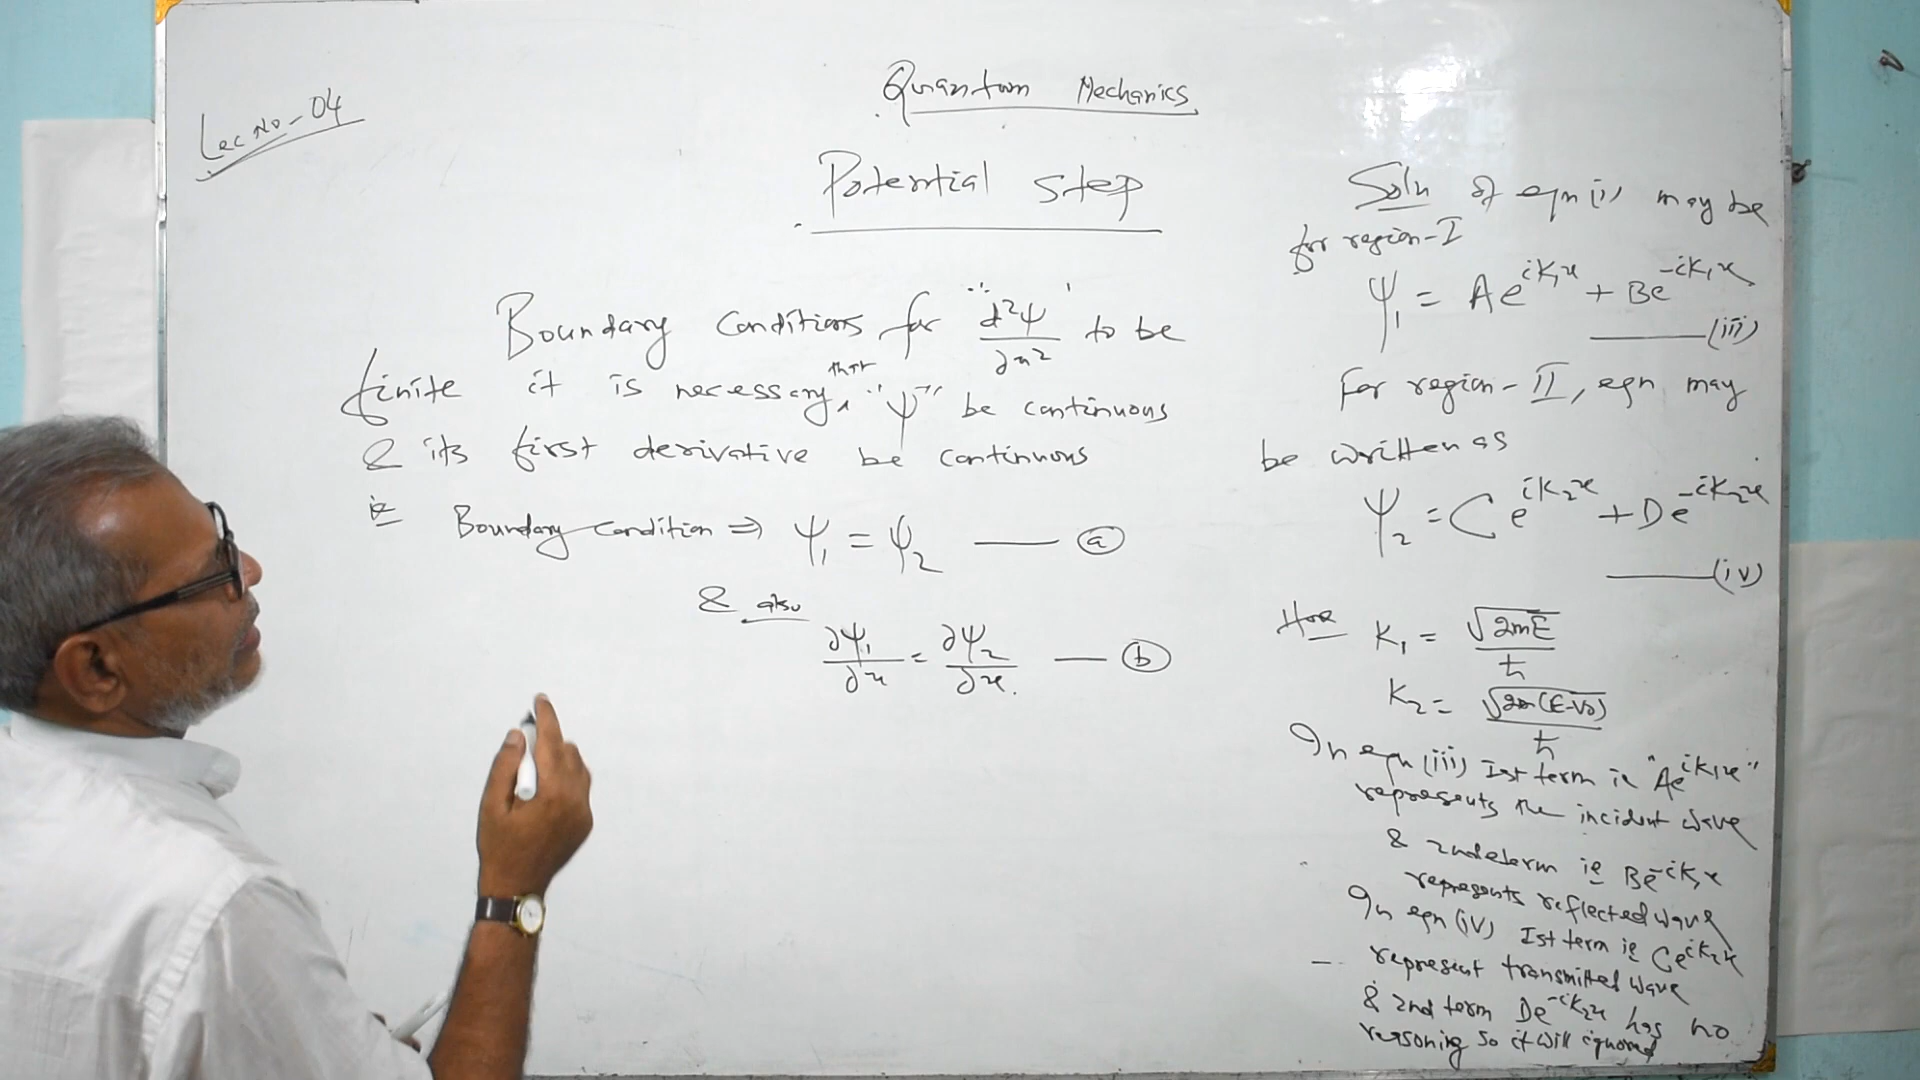 Lec No-04
Quantum Mechanics
Potential step
Boundary Conditions for "∂²ψ/∂x²" to be
finite it is necessary, that "ψ" be continuous
& its first derivative be continuous
ie Boundary condition ⇒ ψ₁ = ψ₂ —— (a)
& also
∂ψ₁/∂x = ∂ψ₂/∂x. —— (b)
Soln of eqn (i) may be
for region-I
ψ₁ = Ae^{iK₁x} + Be^{-iK₁x}
——(iii)
For region-II, eqn may
be written as
ψ₂ = Ce^{iK₂x} + De^{-iK₂x}
——(iv)
Here K₁ = √2mE/ħ
K₂ = √2m(E-V₀)/ħ
In eqn (iii) Ist term ie "Ae^{iK₁x}"
represents the incident wave
& 2nd term ie Be^{-iK₁x}
represents reflected wave
In eqn (iv) Ist term ie Ce^{iK₂x}
represent transmitted wave
& 2nd term De^{-iK₂x} has no
reasoning so it will ignored